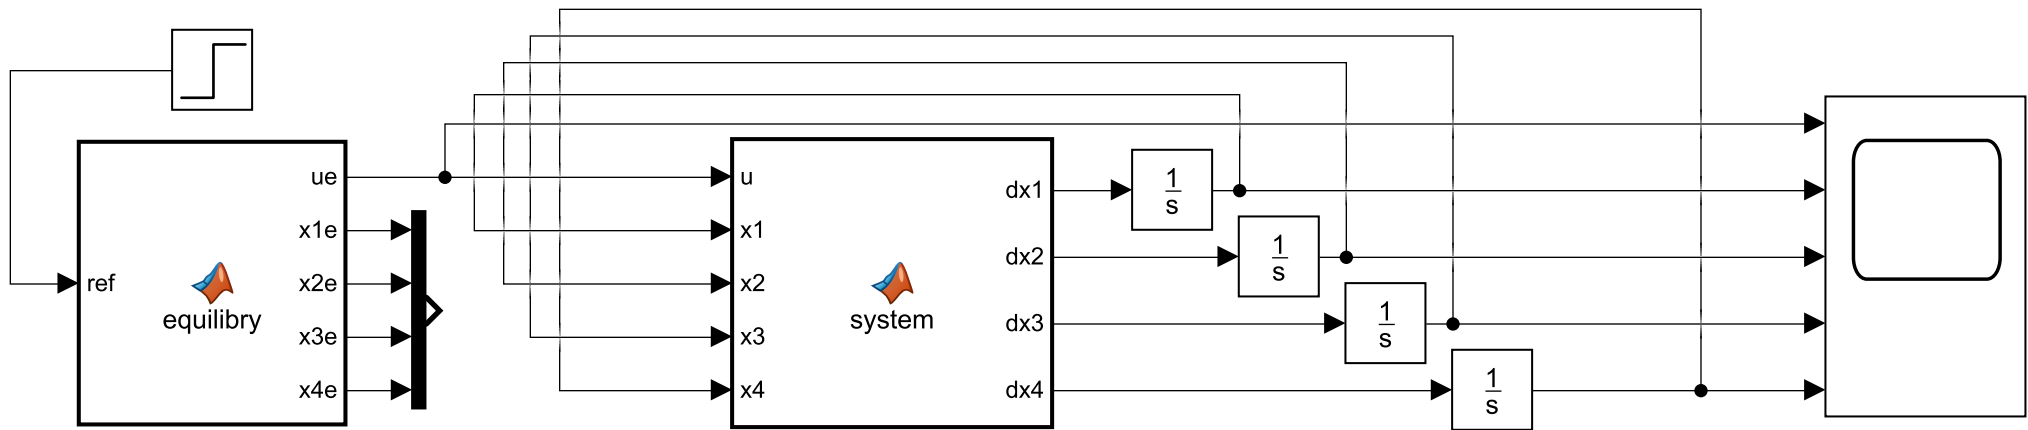 ref
equilibry
ue
x1e
x2e
x3e
x4e
u
x1
x2
x3
x4
system
dx1
dx2
dx3
dx4
1
s
1
s
1
s
1
s